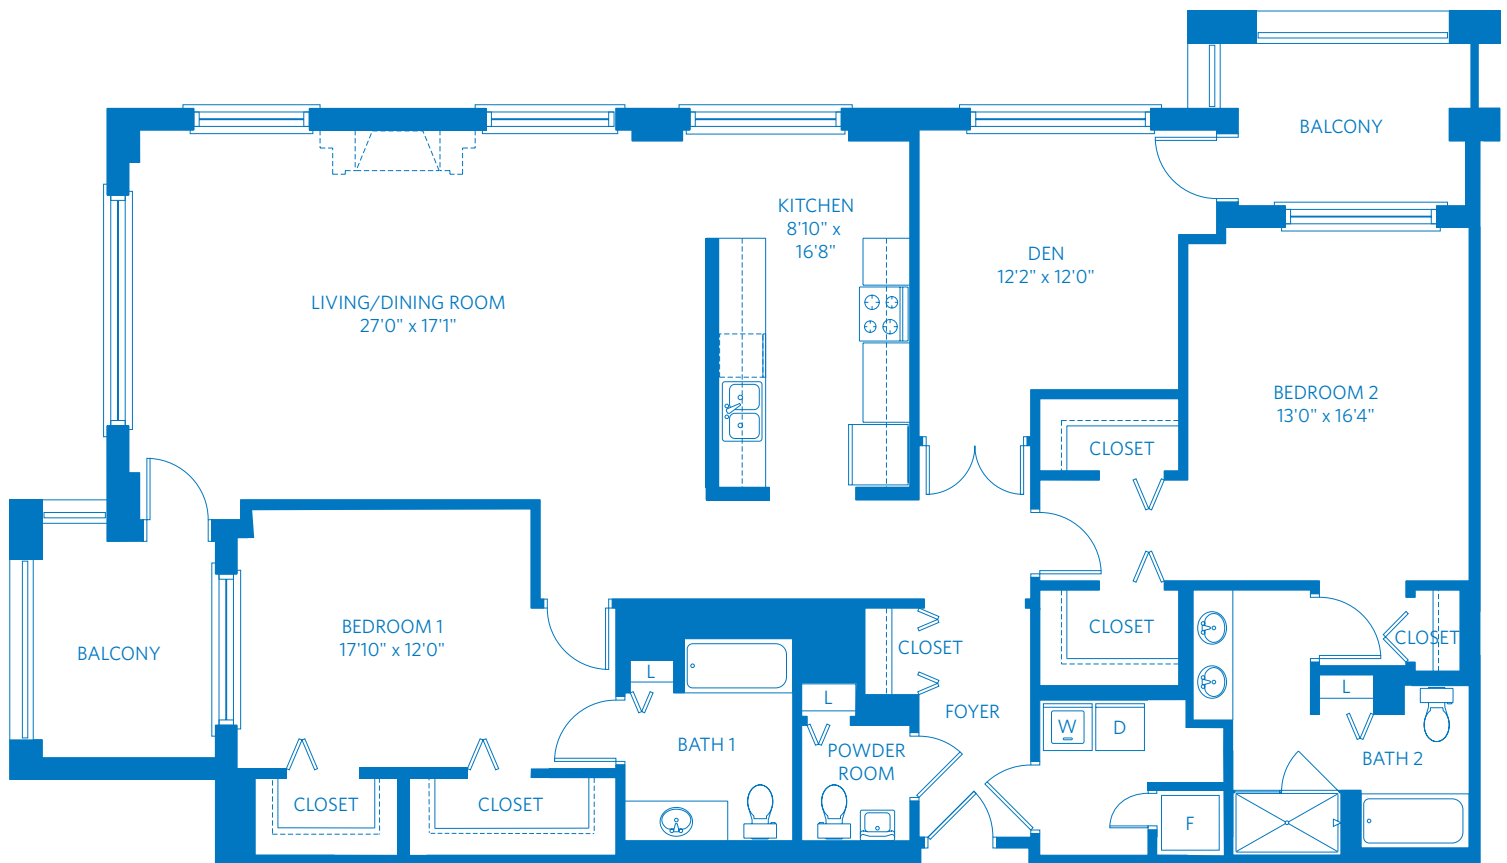 BALCONY
KITCHEN
8'10" x
16'8"
DEN
12'2" x 12'0"
LIVING/DINING ROOM
27'0" x 17'1"
BEDROOM 2
13'0" x 16'4"
CLOSET
BEDROOM 1
17'10" x 12'0"
BALCONY
CLOSET
CLOSET
CLOSET
L
L
L
FOYER
W
D
BATH 1
POWDER
ROOM
BATH 2
CLOSET
CLOSET
F